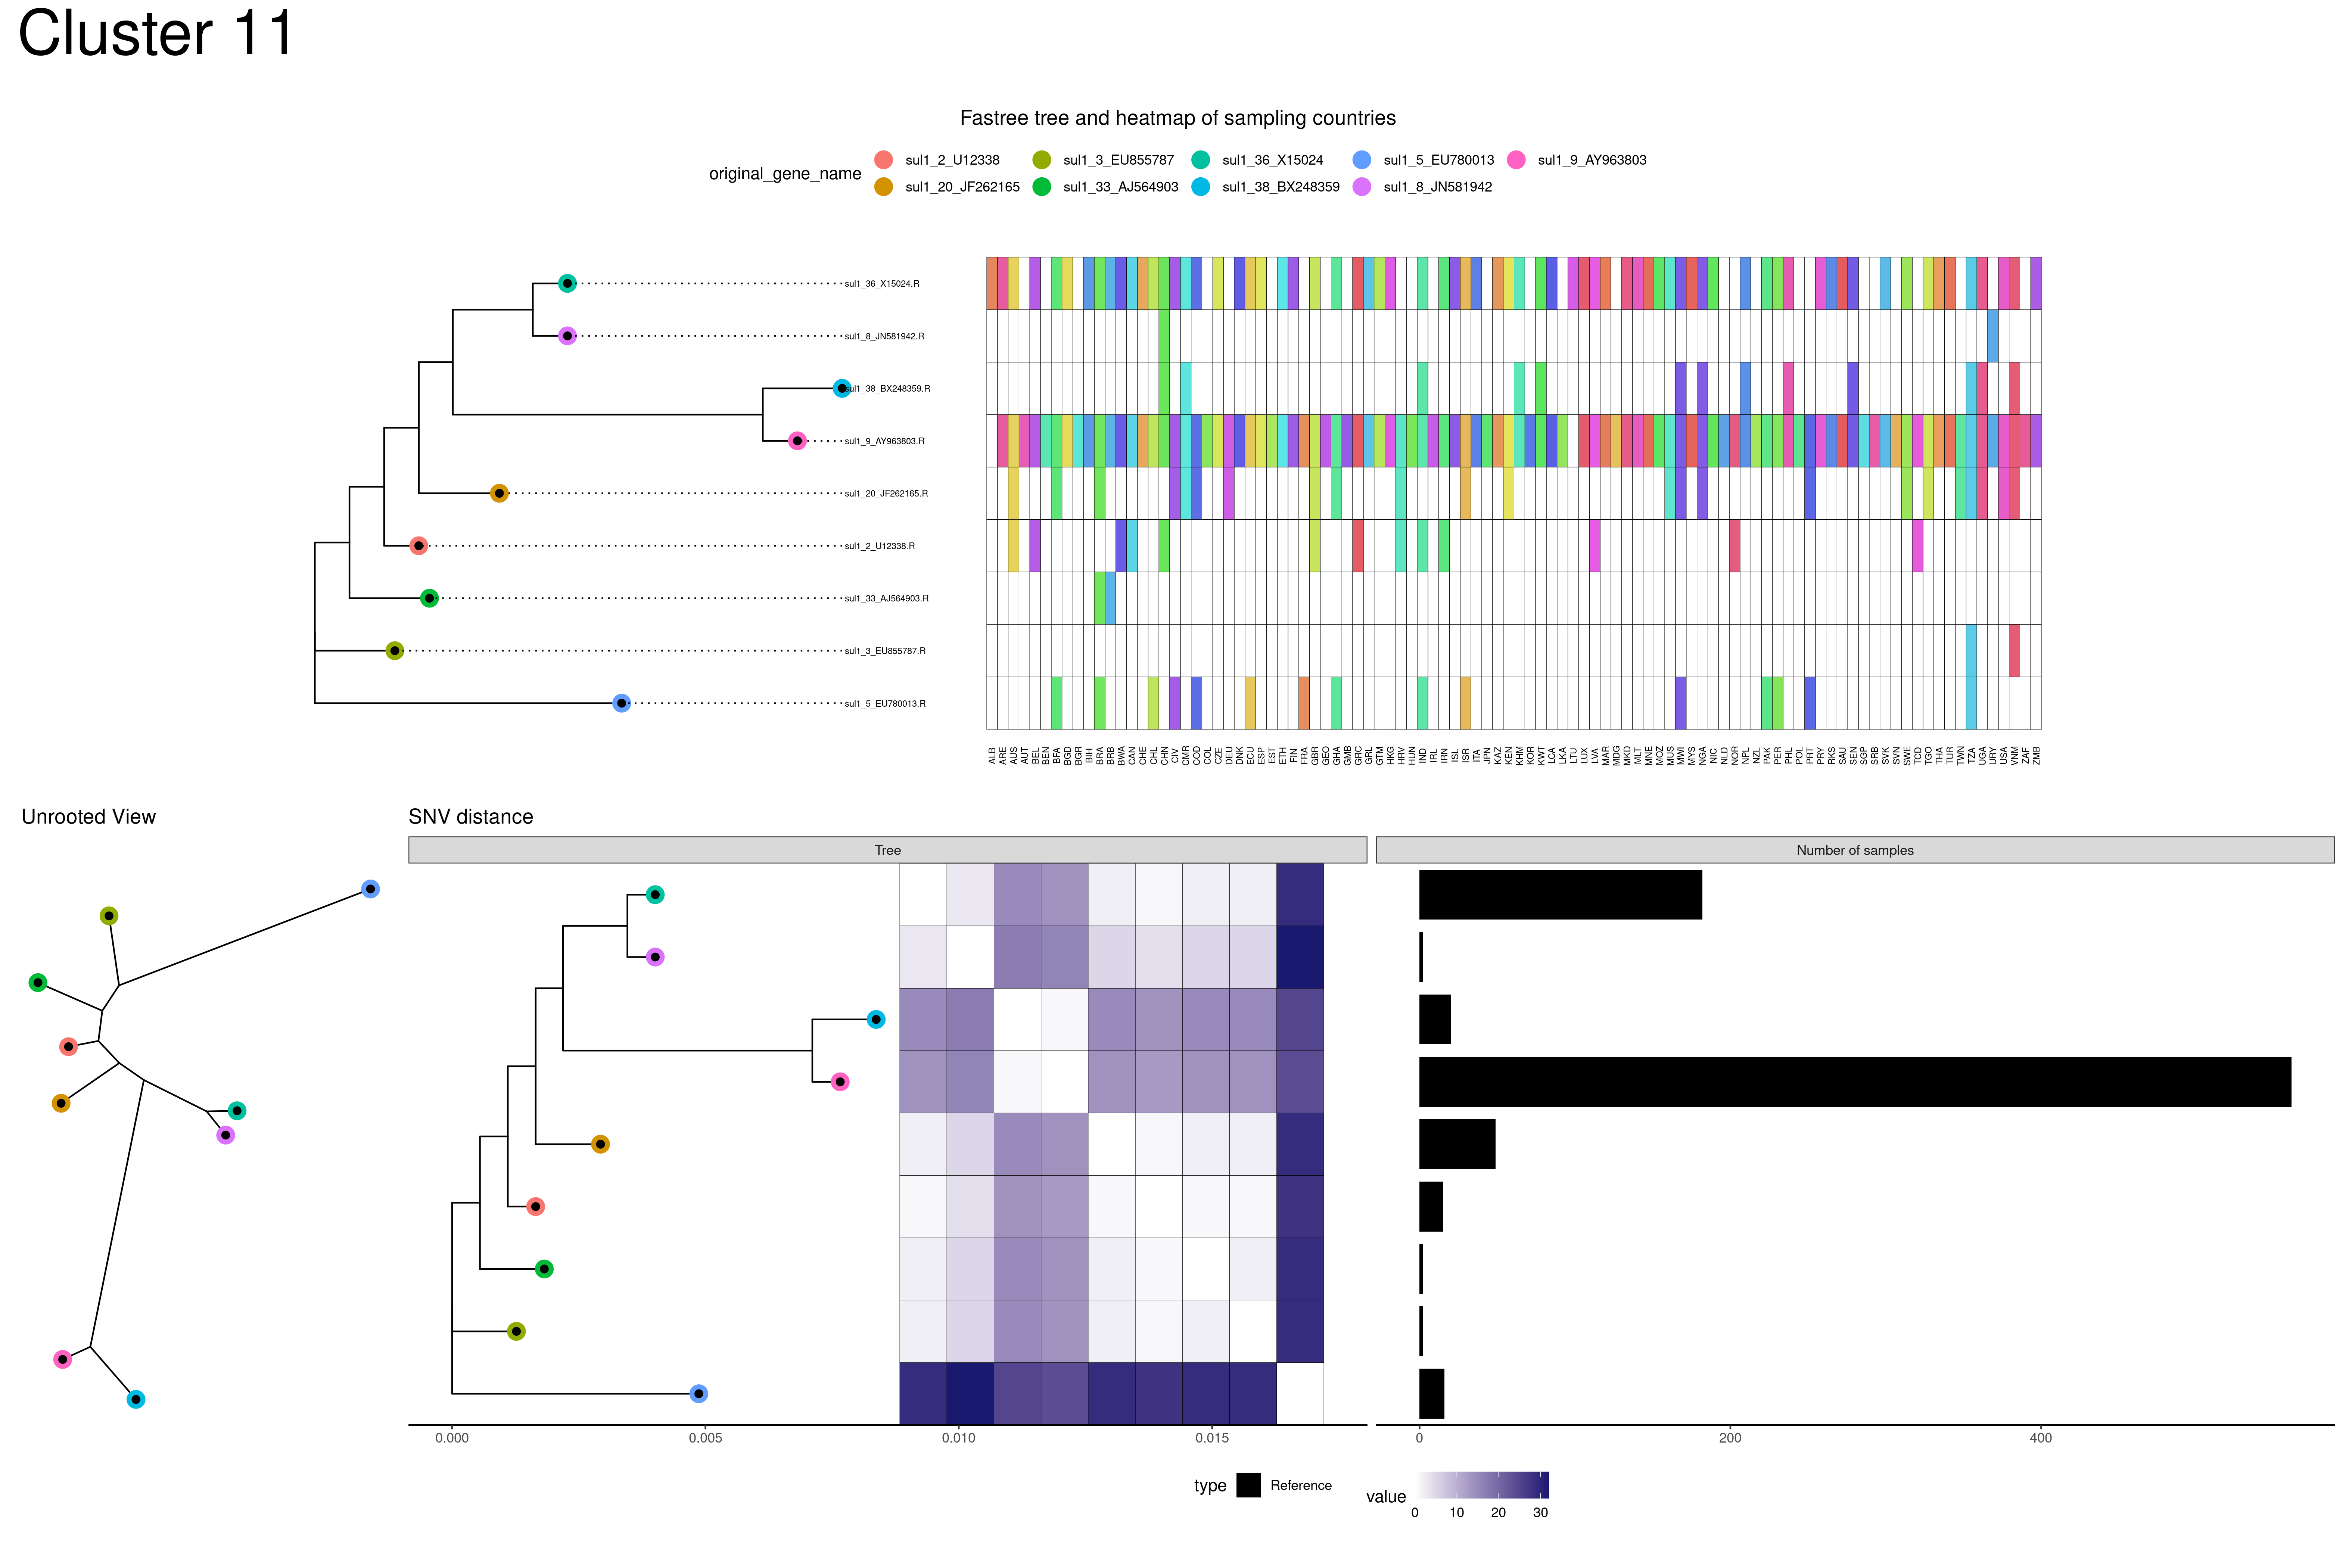 Cluster 11
Fastree tree and heatmap of sampling countries
original_gene_name
sul1_2_U12338 sul1_3_EU855787 sul1_36_X15024 sul1_5_EU780013 sul1_9_AY963803
sul1_20_JF262165 sul1_33_AJ564903 sul1_38_BX248359 sul1_8_JN581942
sul1_36_X15024.R
sul1_8_JN581942.R
sul1_38_BX248359.R
sul1_9_AY963803.R
sul1_20_JF262165.R
sul1_2_U12338.R
sul1_33_AJ564903.R
sul1_3_EU855787.R
sul1_5_EU780013.R
ALB ARE AUS AUT BEL BEN BFA BGD BGR BIH BRA BRB BWA CAN CHE CHL CHN CIV CMR COD COL CZE DEU DNK ECU ESP EST ETH FIN FRA GBR GEO GHA GMB GRC GRL GTM HKG HRV HUN IND IRL IRN ISL ISR ITA JPN KAZ KEN KHM KOR KWT LCA LKA LTU LUX LVA MAR MDG MKD MLT MNE MOZ MUS MWI MYS NGA NIC NLD NOR NPL NZL PAK PER PHL POL PRT PRY RKS SAU SEN SGP SRB SVK SVN SWE TCD TGO THA TUR TWN TZA UGA URY USA VNM ZAF ZMB
Unrooted View
SNV distance
Tree
Number of samples
0.000 0.005 0.010 0.015
0 200 400
type Reference
value
0 10 20 30